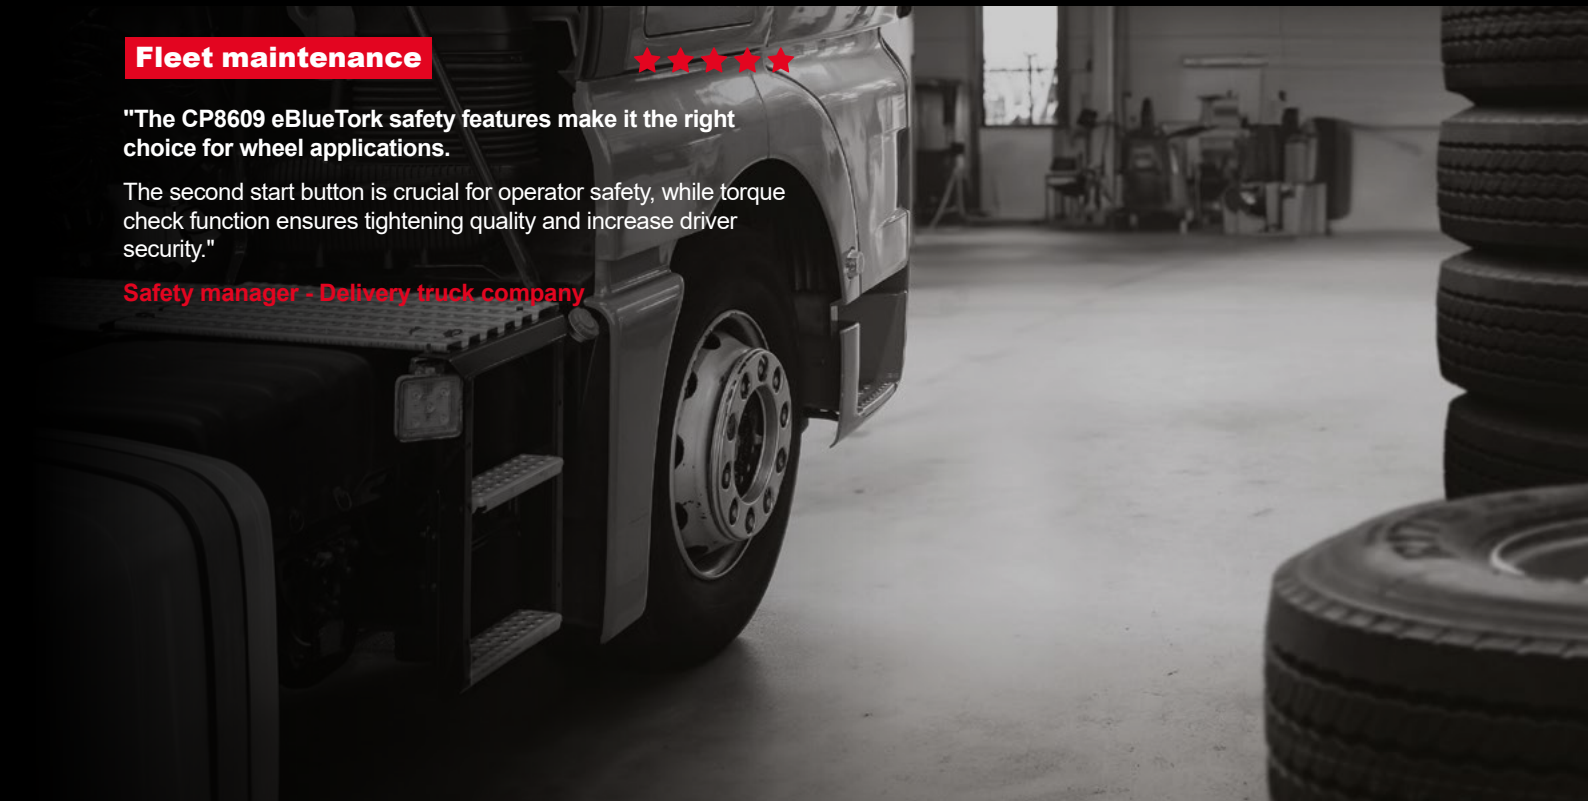 Fleet maintenance
"The CP8609 eBlueTork safety features make it the right
choice for wheel applications.
The second start button is crucial for operator safety, while torque
check function ensures tightening quality and increase driver
security."
Safety manager - Delivery truck company